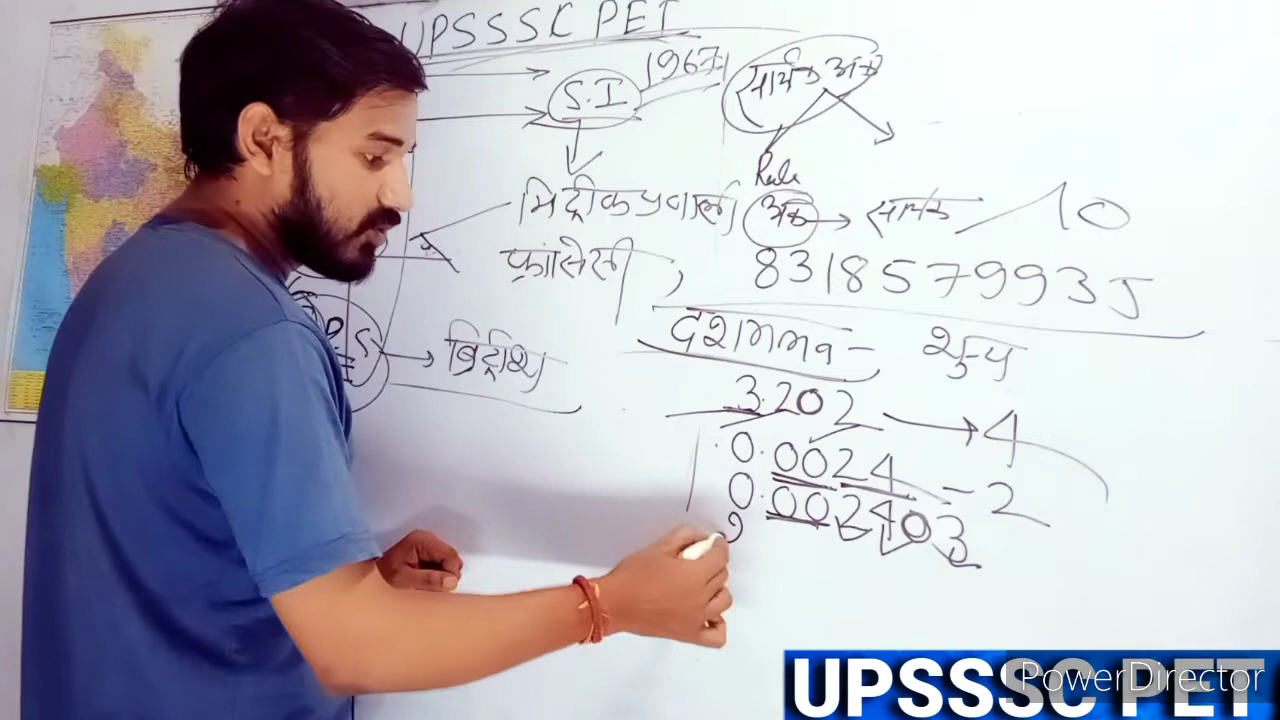 UPSSSC PET
S.I 1967
सार्थक अंक
Rule
मिट्रीक प्रणाली
अंक → सार्थक 10
फ्रांसिसी,
8318579935
दशमलव - शून्य
ब्रिटीश
3.202 → 4
0.0024 - 2
0.002403
UPSSSC PET
PowerDirector